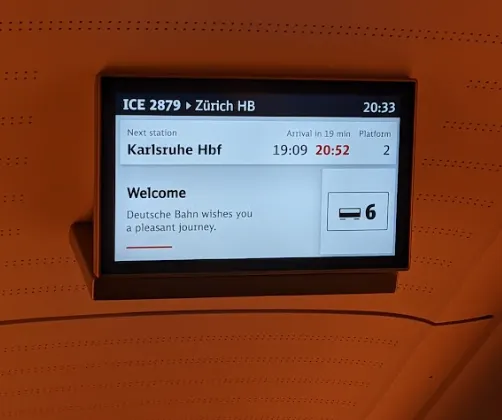 ICE 2879 ▸ Zürich HB 20:33
Next station Arrival in 19 min Platform
Karlsruhe Hbf 19:09 20:52 2
Welcome
Deutsche Bahn wishes you
a pleasant journey.
6